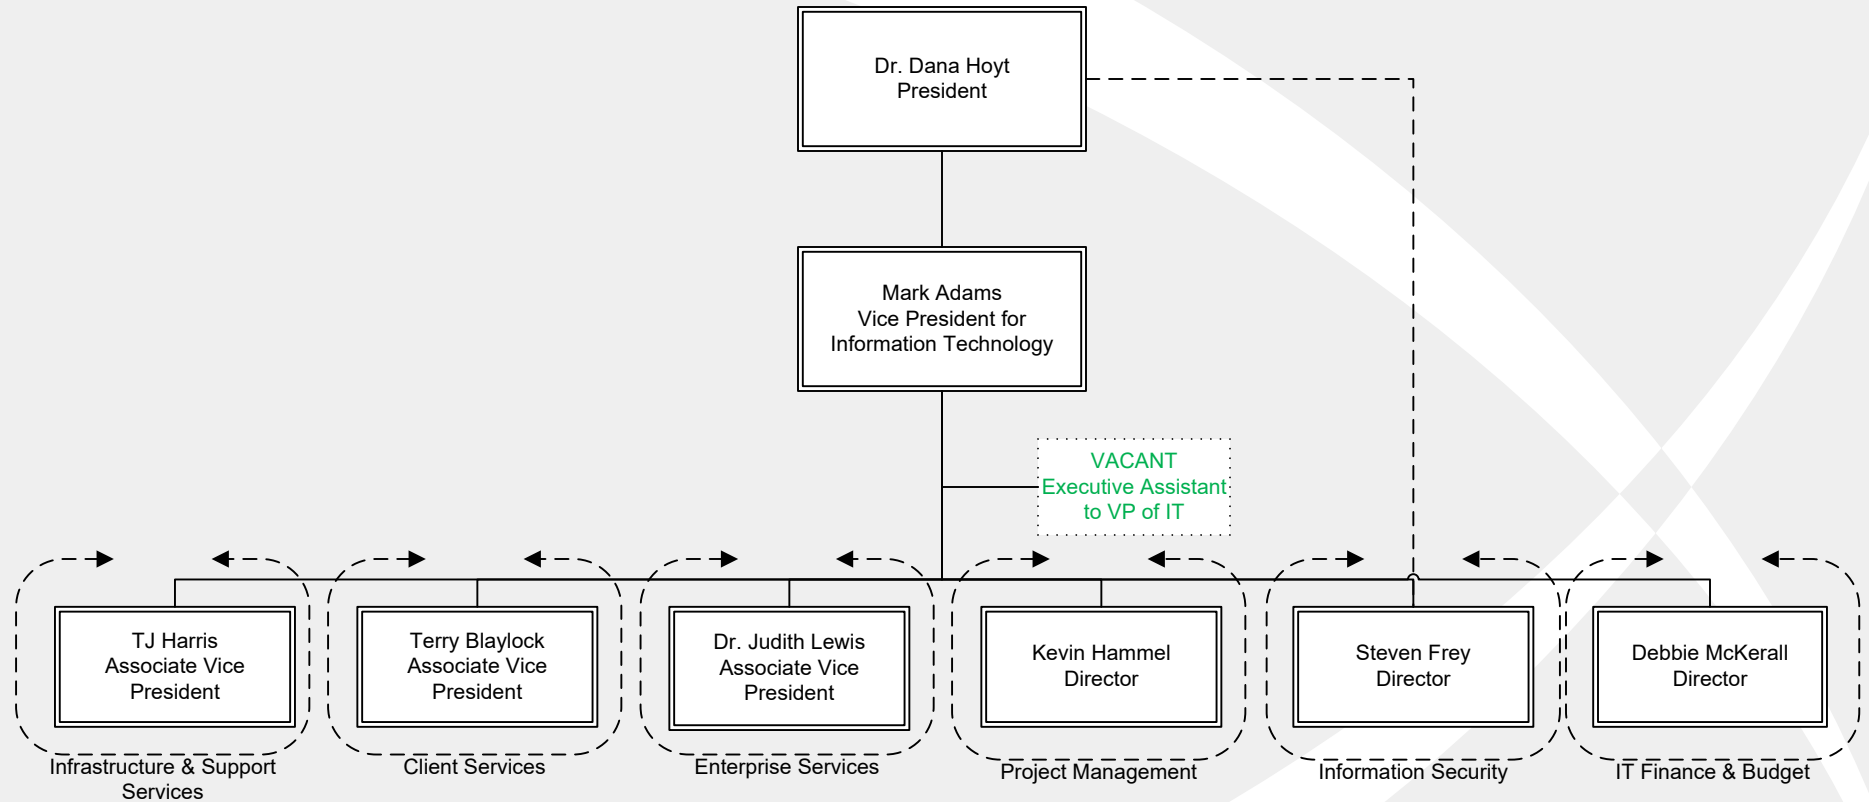 Dr. Dana Hoyt
President
Mark Adams
Vice President for
Information Technology
VACANT
Executive Assistant
to VP of IT
TJ Harris
Associate Vice
President
Infrastructure & Support
Services
Terry Blaylock
Associate Vice
President
Client Services
Dr. Judith Lewis
Associate Vice
President
Enterprise Services
Kevin Hammel
Director
Project Management
Steven Frey
Director
Information Security
Debbie McKerall
Director
IT Finance & Budget